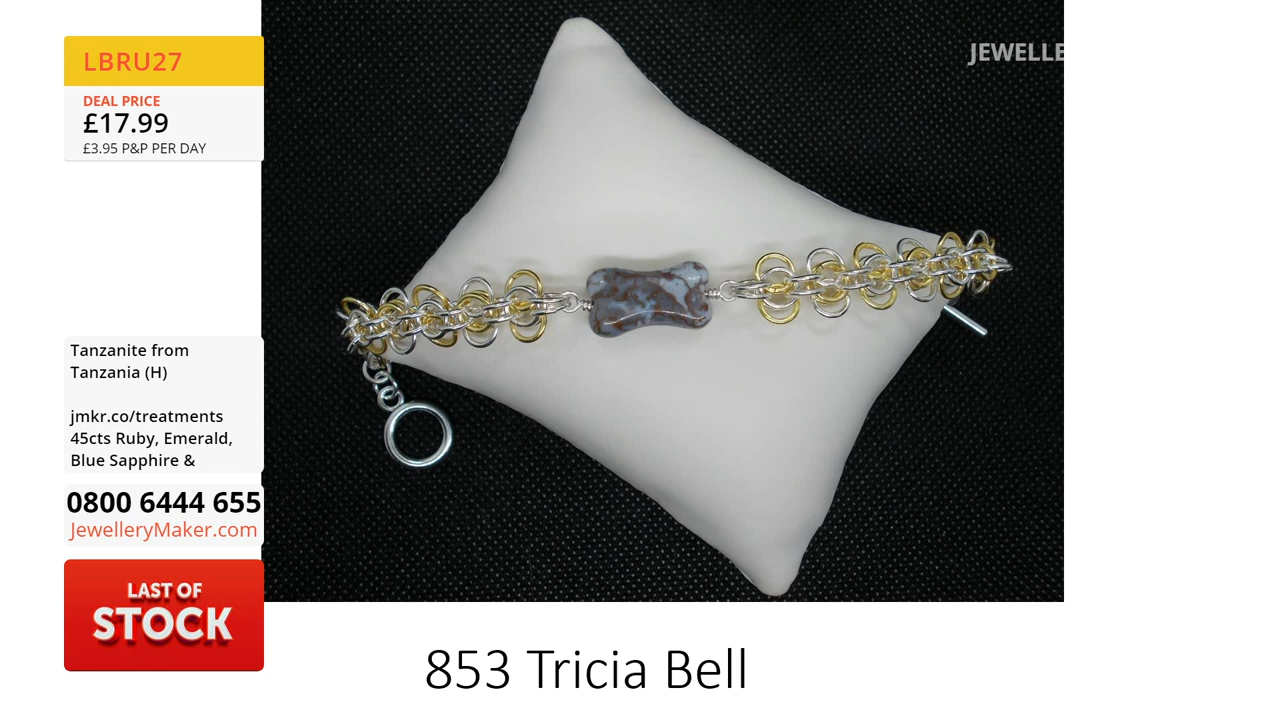 LBRU27
DEAL PRICE
£17.99
£3.95 P&P PER DAY
JEWELLE
Tanzanite from
Tanzania (H)
jmkr.co/treatments
45cts Ruby, Emerald,
Blue Sapphire &
0800 6444 655
JewelleryMaker.com
LAST OF
STOCK
853 Tricia Bell